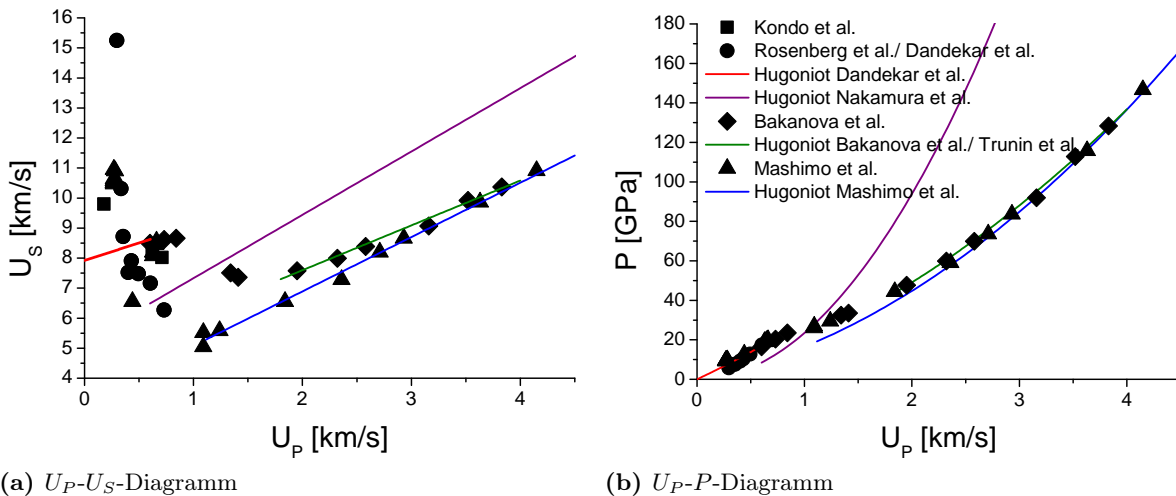 16
15
14
13
12
11
10
9
8
7
6
5
4
U_S [km/s]
0 1 2 3 4
U_P [km/s]
180
160
140
120
100
80
60
40
20
0
P [GPa]
Kondo et al.
Rosenberg et al./ Dandekar et al.
Hugoniot Dandekar et al.
Hugoniot Nakamura et al.
Bakanova et al.
Hugoniot Bakanova et al./ Trunin et al.
Mashimo et al.
Hugoniot Mashimo et al.
0 1 2 3 4
U_P [km/s]
(a) U_P-U_S-Diagramm
(b) U_P-P-Diagramm